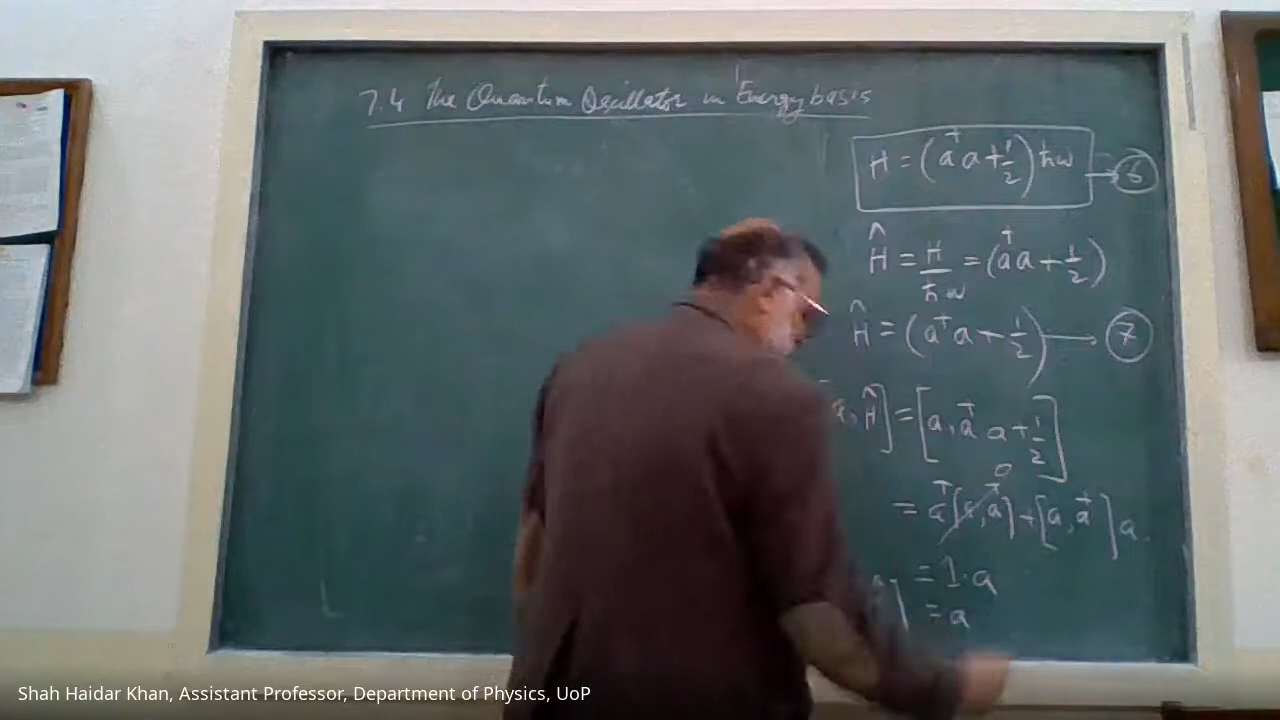 7.4 The Quantum Oscillator in Energy basis
H = (a†a + 1/2) ħω → 6
Ĥ = H/ħω = (a†a + 1/2)
Ĥ = (a†a + 1/2) → 7
a, Ĥ] = [a, a†a + 1/2]
= a†[a, a] 0 + [a, a†] a.
= 1·a
] = a
Shah Haidar Khan, Assistant Professor, Department of Physics, UoP